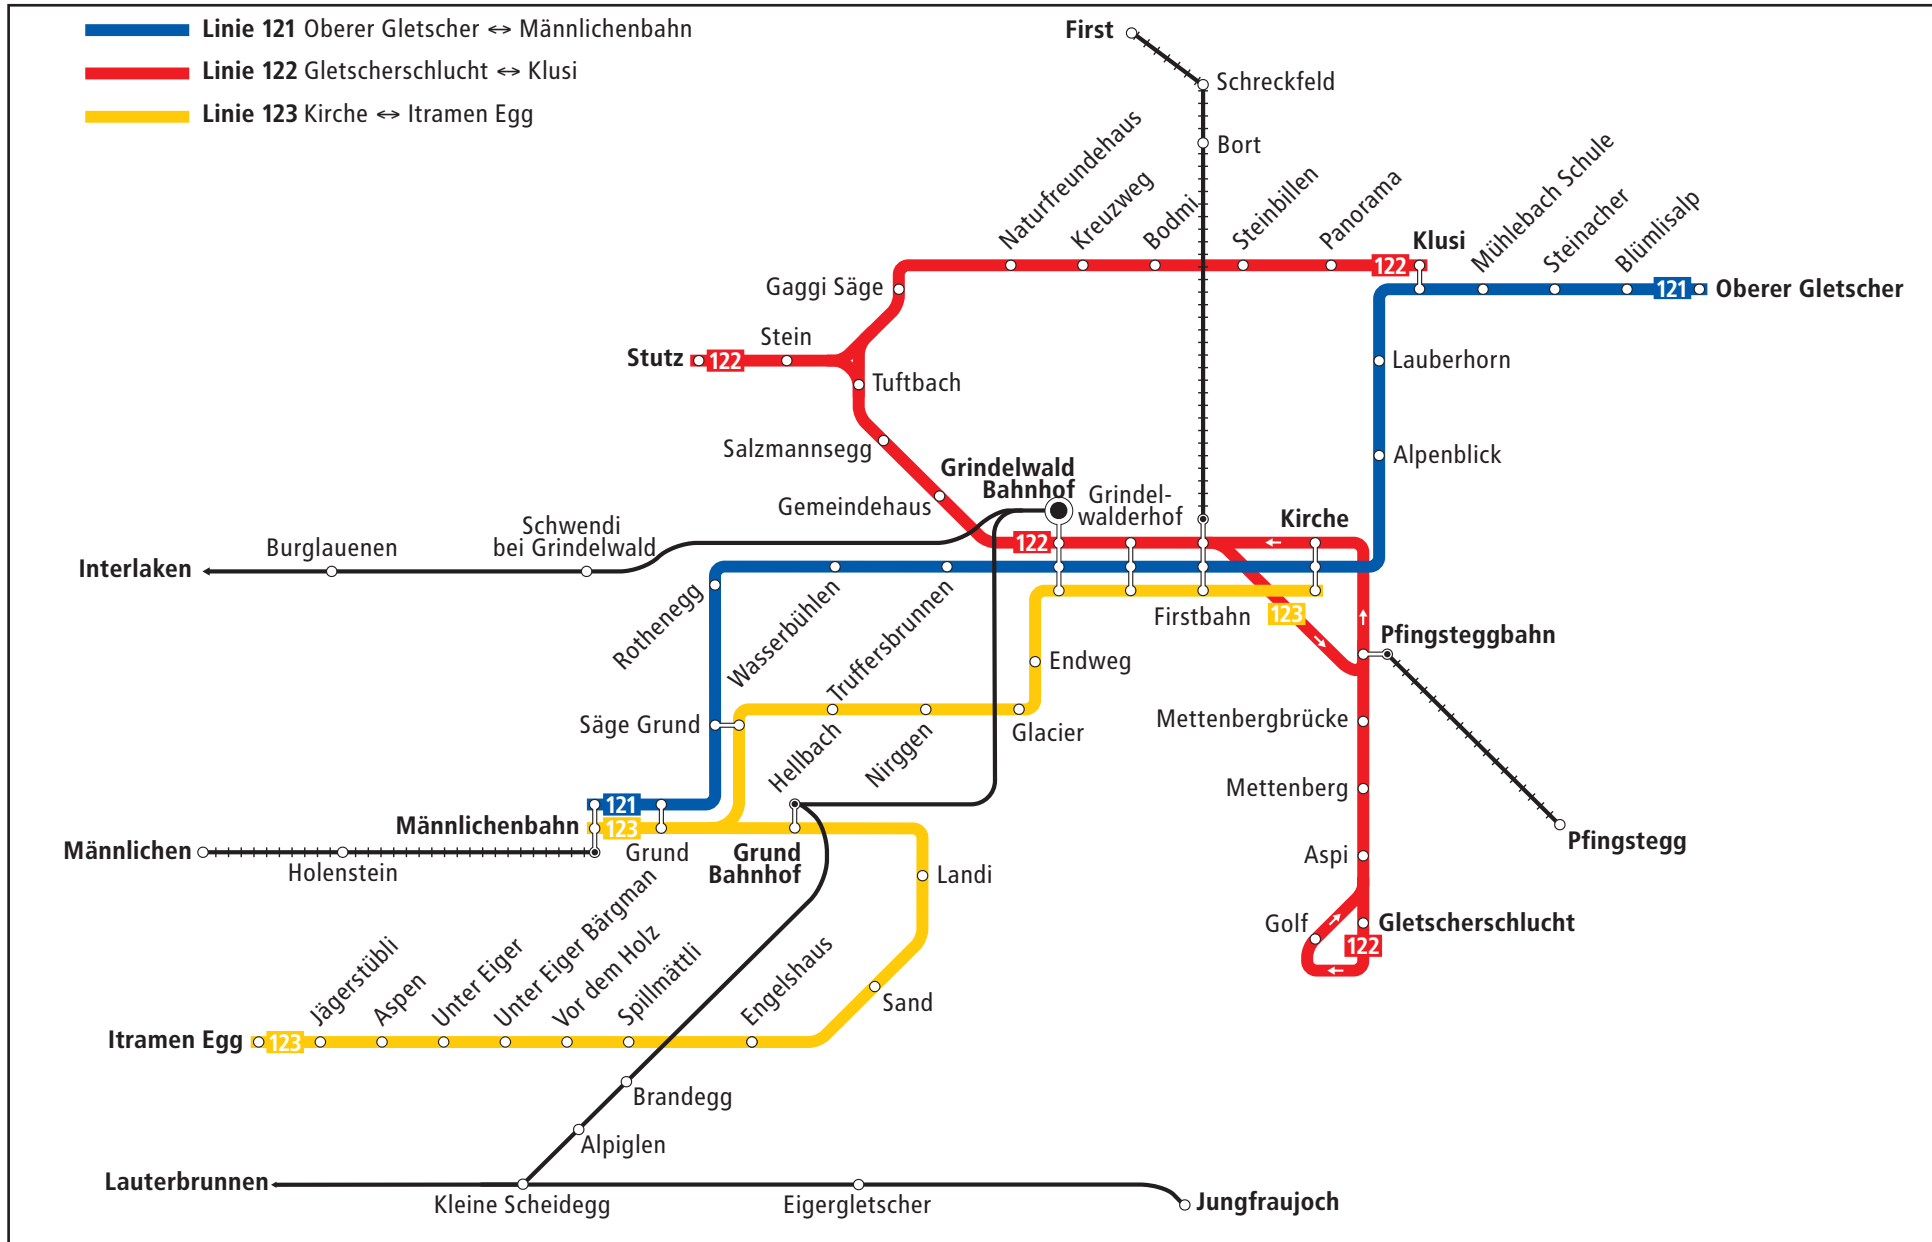 Linie 121 Oberer Gletscher ↔ Männlichenbahn
Linie 122 Gletscherschlucht ↔ Klusi
Linie 123 Kirche ↔ Itramen Egg
First
Schreckfeld
Bort
Naturfreundehaus
Kreuzweg
Bodmi
Steinbillen
Panorama
122
Klusi
Mühlebach Schule
Steinacher
Blümlisalp
121
Oberer Gletscher
Gaggi Säge
Stein
Stutz
122
Tuftbach
Lauberhorn
Salzmannsegg
Alpenblick
Gemeindehaus
Grindelwald
Bahnhof
Grindel-
walderhof
Kirche
122
Schwendi
bei Grindelwald
Burglauenen
Interlaken
Rothenegg
Wasserbühlen
Truffersbrunnen
Firstbahn
123
Pfingsteggbahn
Endweg
Säge Grund
Hellbach
Nirggen
Glacier
Mettenbergbrücke
Mettenberg
121
Männlichenbahn
123
Grund
Grund
Bahnhof
Männlichen
Holenstein
Landi
Aspi
Pfingstegg
Golf
Gletscherschlucht
122
Jägerstübli
Aspen
Unter Eiger
Unter Eiger Bärgman
Vor dem Holz
Spillmättli
Engelshaus
Sand
Itramen Egg
123
Brandegg
Alpiglen
Lauterbrunnen
Kleine Scheidegg
Eigergletscher
Jungfraujoch